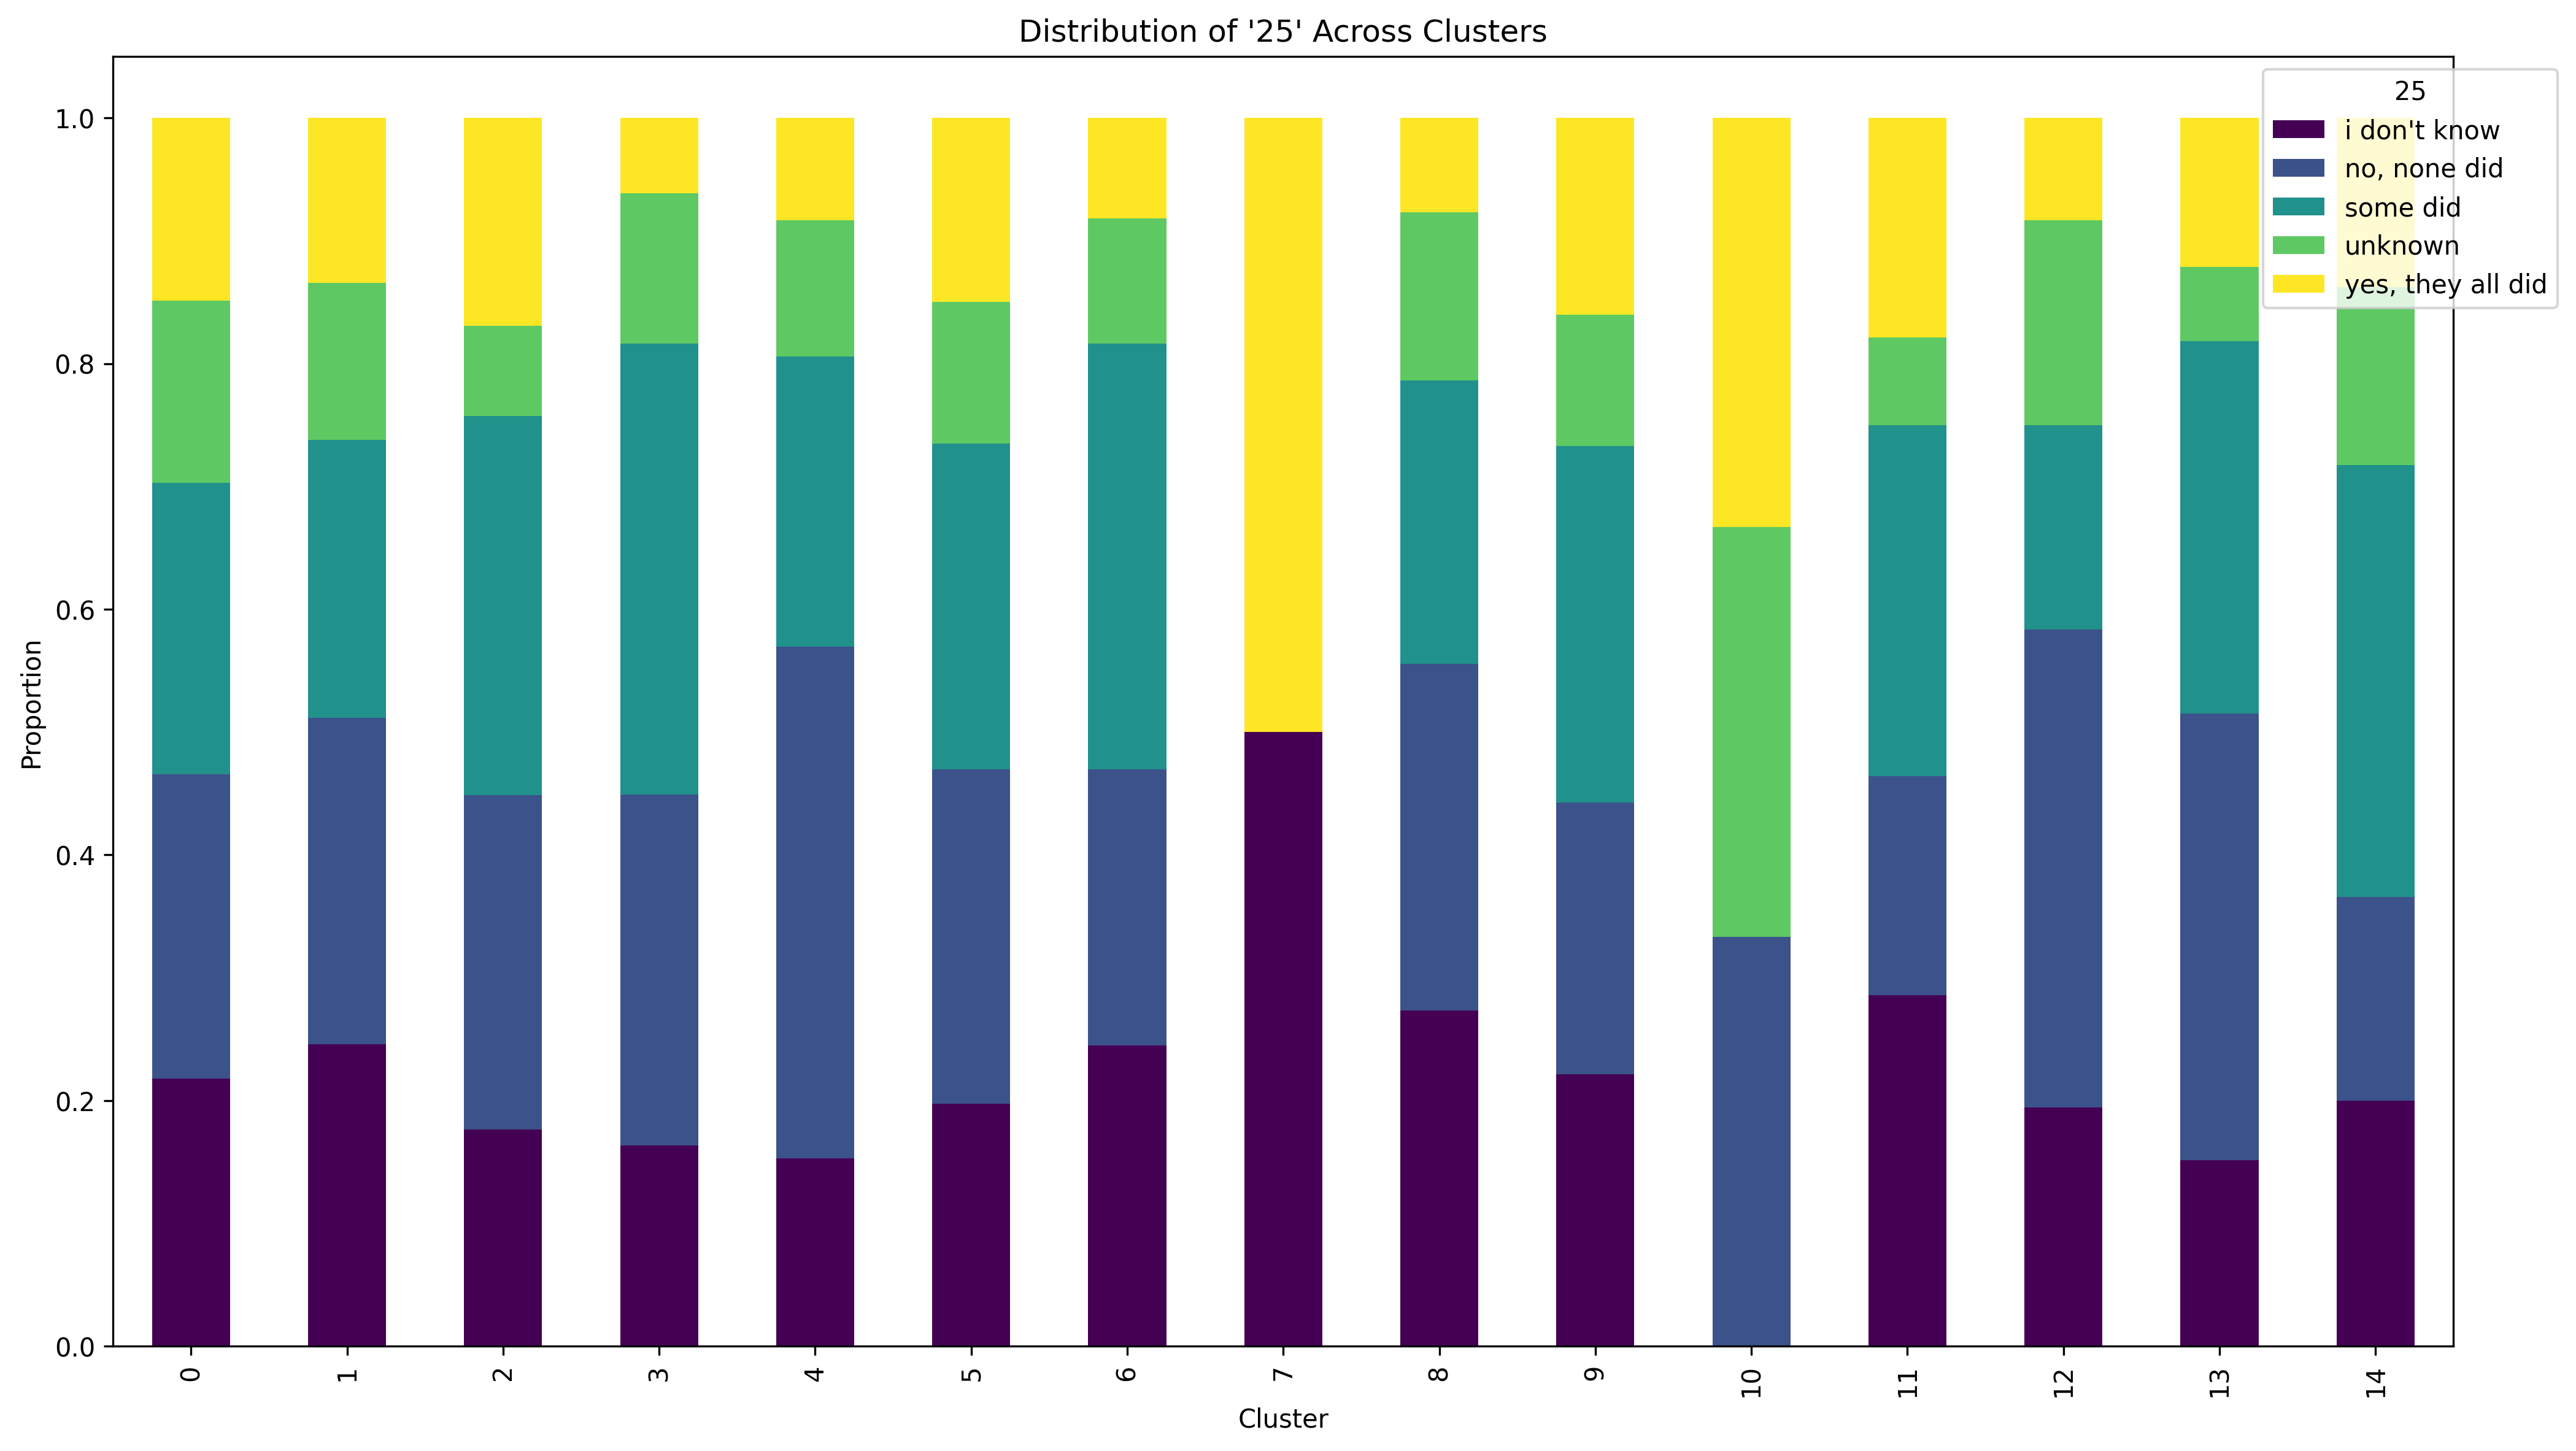 Distribution of '25' Across Clusters
25
i don't know
no, none did
some did
unknown
yes, they all did
Proportion
1.0
0.8
0.6
0.4
0.2
0.0
0 1 2 3 4 5 6 7 8 9 10 11 12 13 14
Cluster